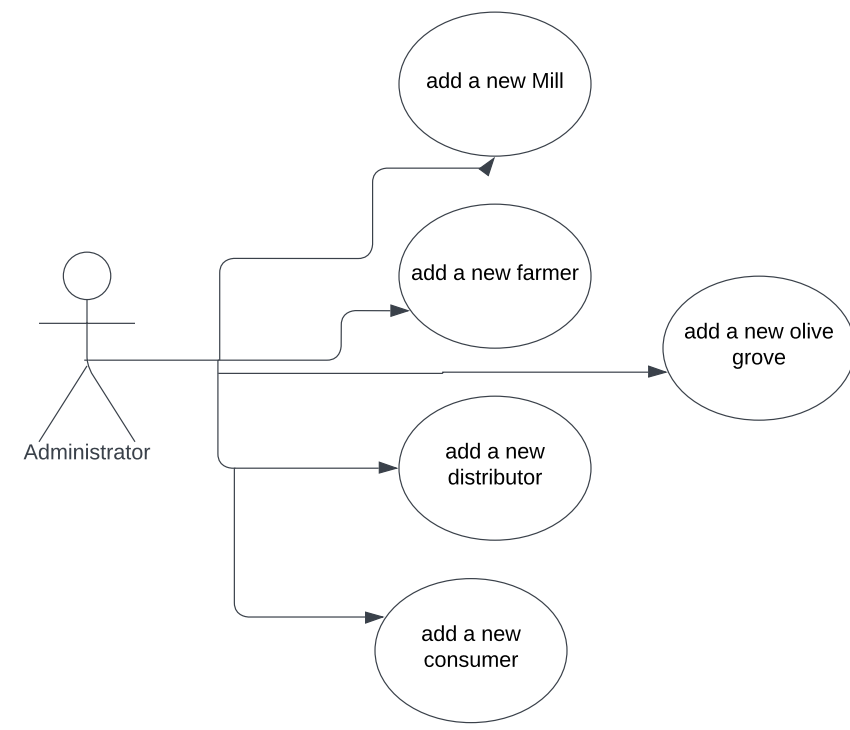 add a new Mill
add a new farmer
add a new olive
grove
Administrator
add a new
distributor
add a new
consumer